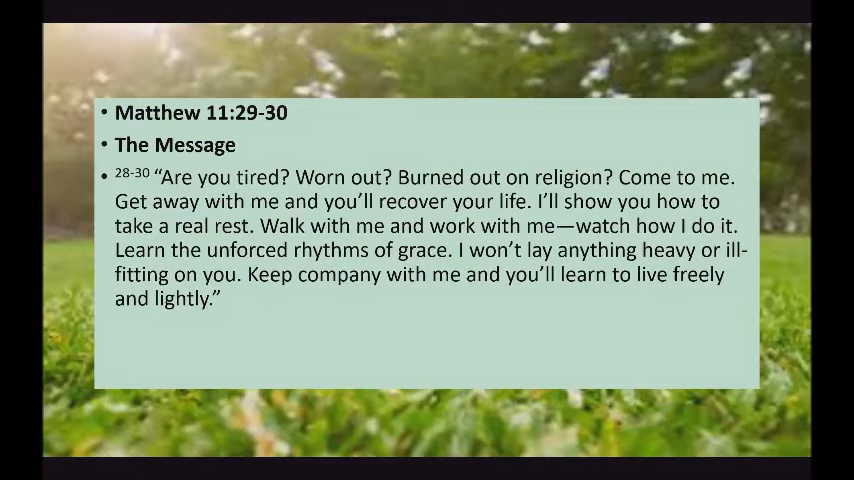 • Matthew 11:29-30
• The Message
• 28-30 “Are you tired? Worn out? Burned out on religion? Come to me.
Get away with me and you’ll recover your life. I’ll show you how to
take a real rest. Walk with me and work with me—watch how I do it.
Learn the unforced rhythms of grace. I won’t lay anything heavy or ill-
fitting on you. Keep company with me and you’ll learn to live freely
and lightly.”